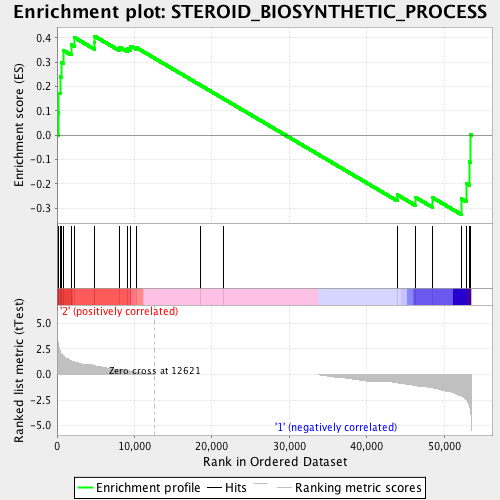 Enrichment plot: STEROID_BIOSYNTHETIC_PROCESS
Enrichment score (ES)
0.4
0.3
0.2
0.1
0.0
-0.1
-0.2
-0.3
'2' (positively correlated)
Ranked list metric (tTest)
5.0
2.5
0.0
-2.5
-5.0
Zero cross at 12621
'1' (negatively correlated)
0 10,000 20,000 30,000 40,000 50,000
Rank in Ordered Dataset
Enrichment profile Hits Ranking metric scores